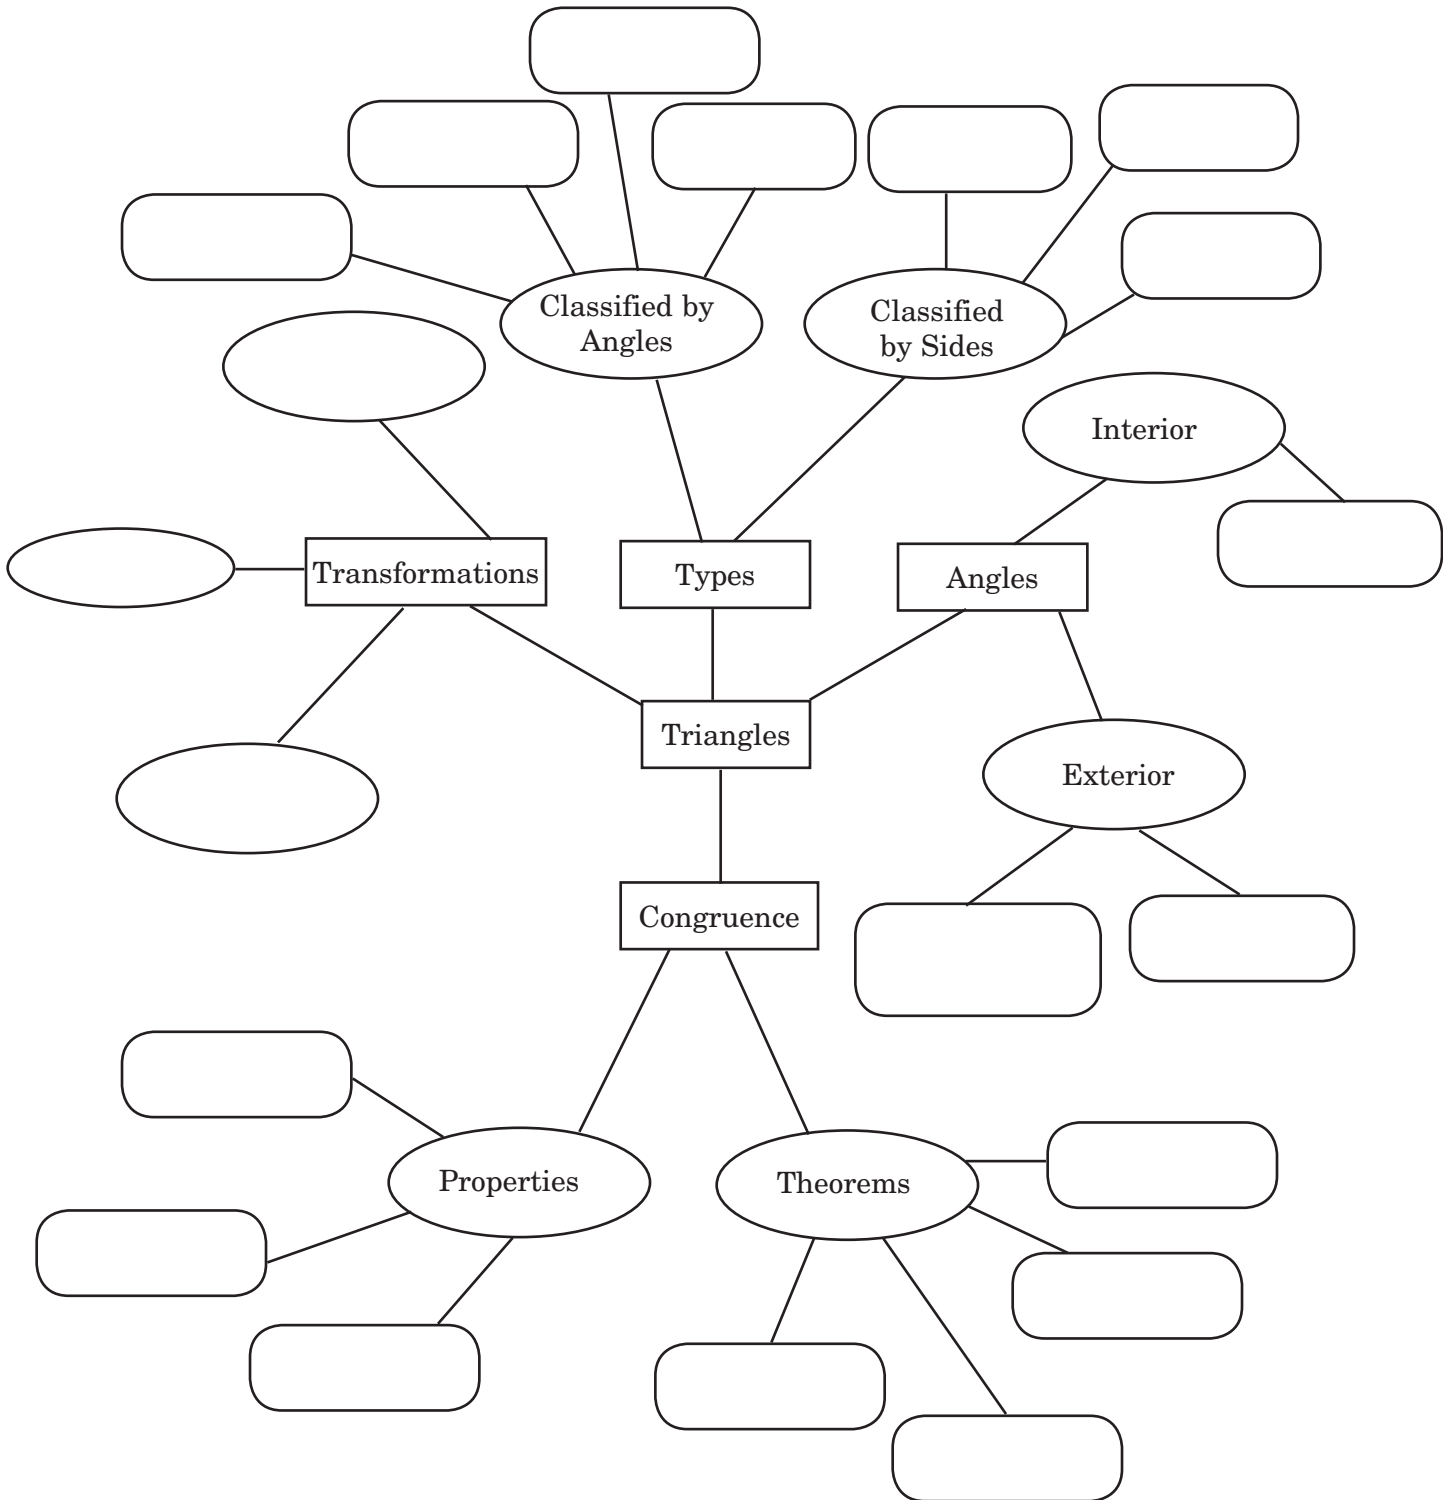 Classified by
Angles
Classified
by Sides
Interior
Transformations
Types
Angles
Triangles
Exterior
Congruence
Properties
Theorems